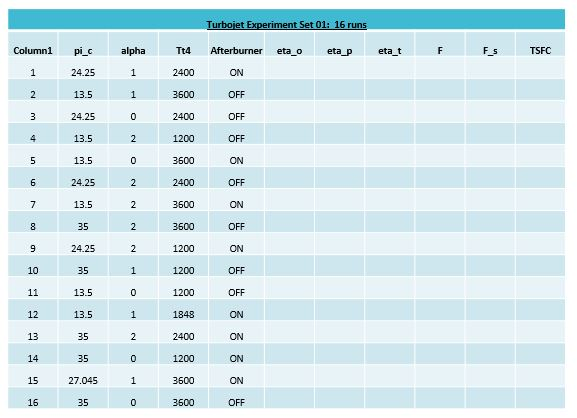 Turbojet Experiment Set 01: 16 runs
Column1 pi_c alpha Tt4 Afterburner eta_o eta_p eta_t F F_s TSFC
1 24.25 1 2400 ON
2 13.5 1 3600 OFF
3 24.25 0 2400 OFF
4 13.5 2 1200 OFF
5 13.5 0 3600 ON
6 24.25 2 2400 OFF
7 13.5 2 3600 ON
8 35 2 3600 OFF
9 24.25 2 1200 ON
10 35 1 1200 OFF
11 13.5 0 1200 OFF
12 13.5 1 1848 ON
13 35 2 2400 ON
14 35 0 1200 ON
15 27.045 1 3600 ON
16 35 0 3600 OFF